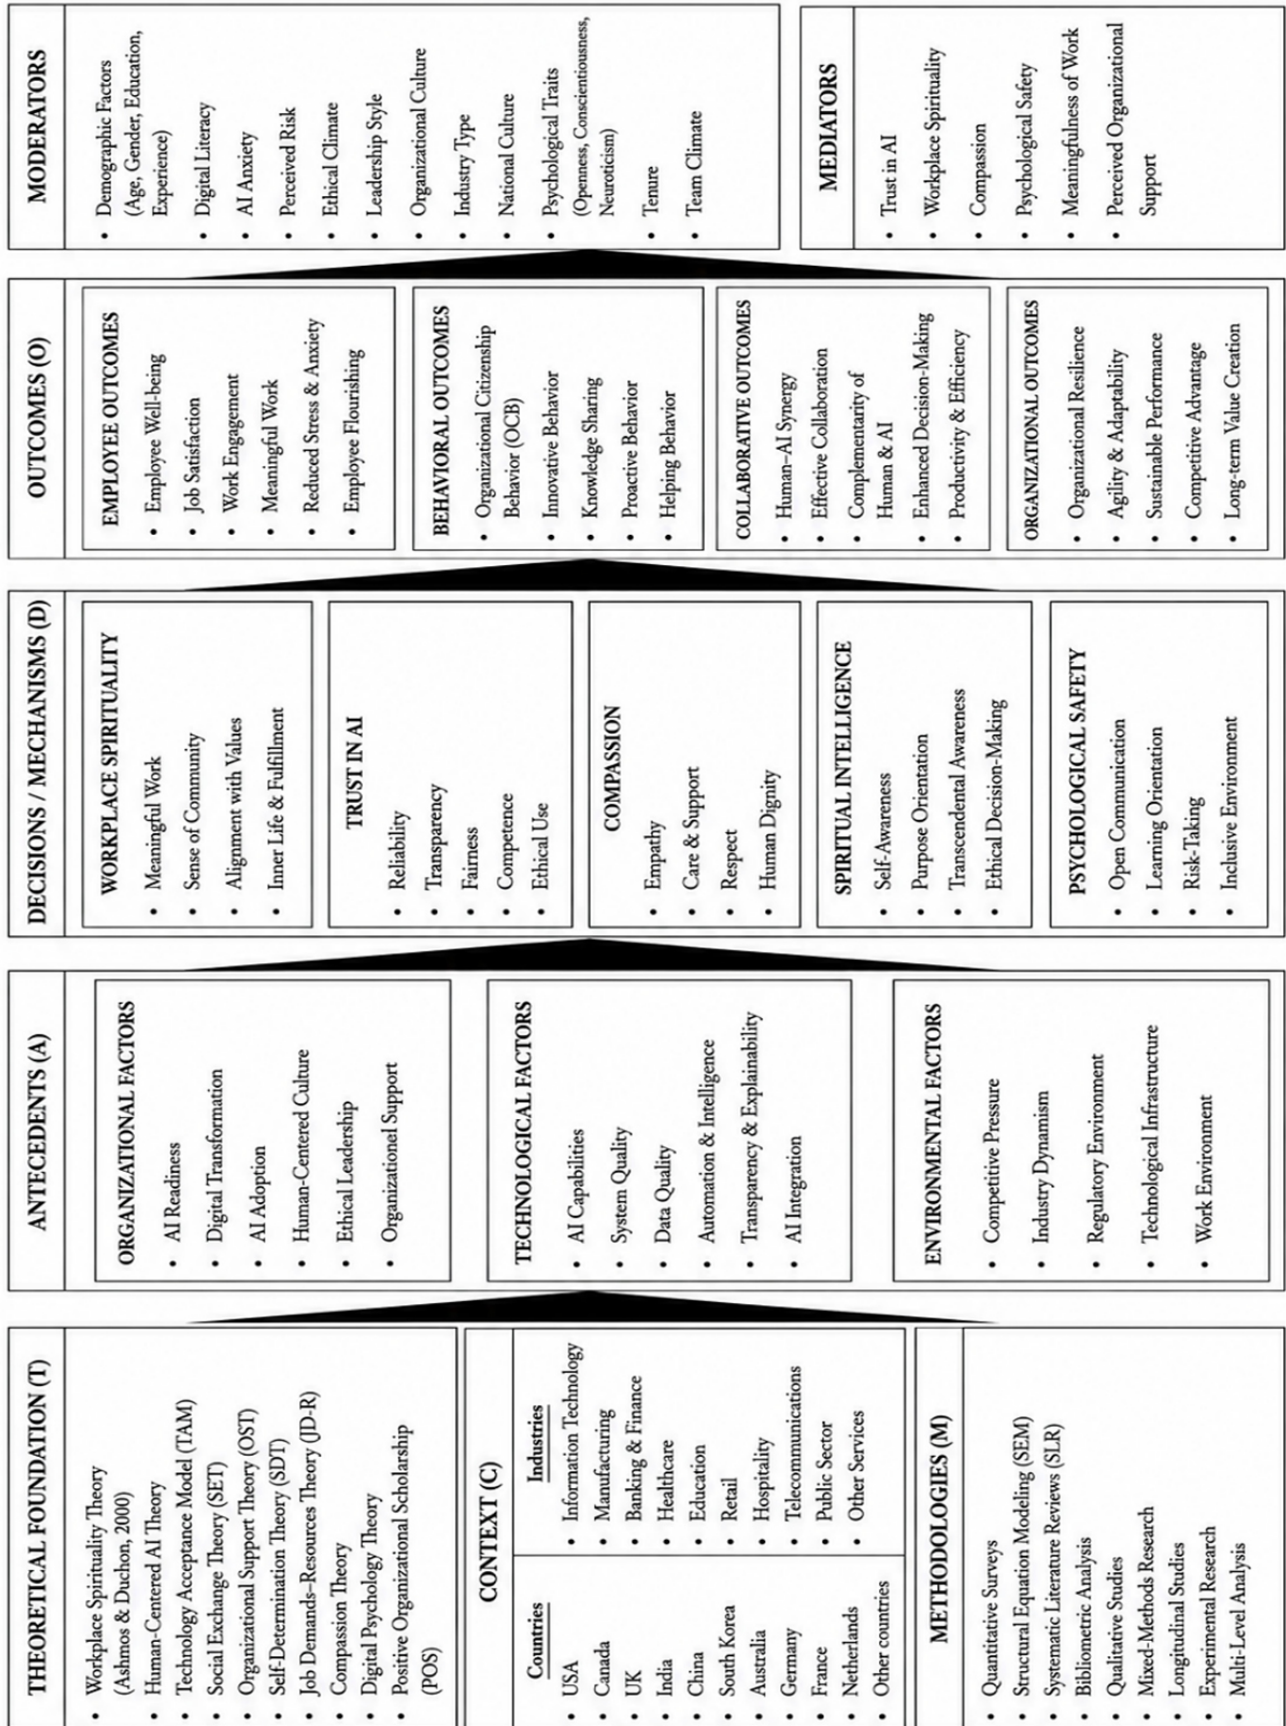 THEORETICAL FOUNDATION (T)
• Workplace Spirituality Theory
(Ashmos & Duchon, 2000)
• Human-Centered AI Theory
• Technology Acceptance Model (TAM)
• Social Exchange Theory (SET)
• Organizational Support Theory (OST)
• Self-Determination Theory (SDT)
• Job Demands–Resources Theory (JD-R)
• Compassion Theory
• Digital Psychology Theory
• Positive Organizational Scholarship
(POS)
CONTEXT (C)
Countries
• USA
• Canada
• UK
• India
• China
• South Korea
• Australia
• Germany
• France
• Netherlands
• Other countries
Industries
• Information Technology
• Manufacturing
• Banking & Finance
• Healthcare
• Education
• Retail
• Hospitality
• Telecommunications
• Public Sector
• Other Services
METHODOLOGIES (M)
• Quantitative Surveys
• Structural Equation Modeling (SEM)
• Systematic Literature Reviews (SLR)
• Bibliometric Analysis
• Qualitative Studies
• Mixed-Methods Research
• Longitudinal Studies
• Experimental Research
• Multi-Level Analysis
ANTECEDENTS (A)
ORGANIZATIONAL FACTORS
• AI Readiness
• Digital Transformation
• AI Adoption
• Human-Centered Culture
• Ethical Leadership
• Organizationel Support
TECHNOLOGICAL FACTORS
• AI Capabilities
• System Quality
• Data Quality
• Automation & Intelligence
• Transparency & Explainability
• AI Integration
ENVIRONMENTAL FACTORS
• Competitive Pressure
• Industry Dynamism
• Regulatory Environment
• Technological Infrastructure
• Work Environment
DECISIONS / MECHANISMS (D)
WORKPLACE SPIRITUALITY
• Meaningful Work
• Sense of Community
• Alignment with Values
• Inner Life & Fulfillment
TRUST IN AI
• Reliability
• Transparency
• Fairness
• Competence
• Ethical Use
COMPASSION
• Empathy
• Care & Support
• Respect
• Human Dignity
SPIRITUAL INTELLIGENCE
• Self-Awareness
• Purpose Orientation
• Transcendental Awareness
• Ethical Decision-Making
PSYCHOLOGICAL SAFETY
• Open Communication
• Learning Orientation
• Risk-Taking
• Inclusive Environment
OUTCOMES (O)
EMPLOYEE OUTCOMES
• Employee Well-being
• Job Satisfaction
• Work Engagement
• Meaningful Work
• Reduced Stress & Anxiety
• Employee Flourishing
BEHAVIORAL OUTCOMES
• Organizational Citizenship
Behavior (OCB)
• Innovative Behavior
• Knowledge Sharing
• Proactive Behavior
• Helping Behavior
COLLABORATIVE OUTCOMES
• Human–AI Synergy
• Effective Collaboration
• Complementarity of
Human & AI
• Enhanced Decision-Making
• Productivity & Efficiency
ORGANIZATIONAL OUTCOMES
• Organizational Resilience
• Agility & Adaptability
• Sustainable Performance
• Competitive Advantage
• Long-term Value Creation
MODERATORS
• Demographic Factors
(Age, Gender, Education,
Experience)
• Digital Literacy
• AI Anxiety
• Perceived Risk
• Ethical Climate
• Leadership Style
• Organizational Culture
• Industry Type
• National Culture
• Psychological Traits
(Openness, Conscientiousness,
Neuroticism)
• Tenure
• Team Climate
MEDIATORS
• Trust in AI
• Workplace Spirituality
• Compassion
• Psychological Safety
• Meaningfulness of Work
• Perceived Organizational
Support